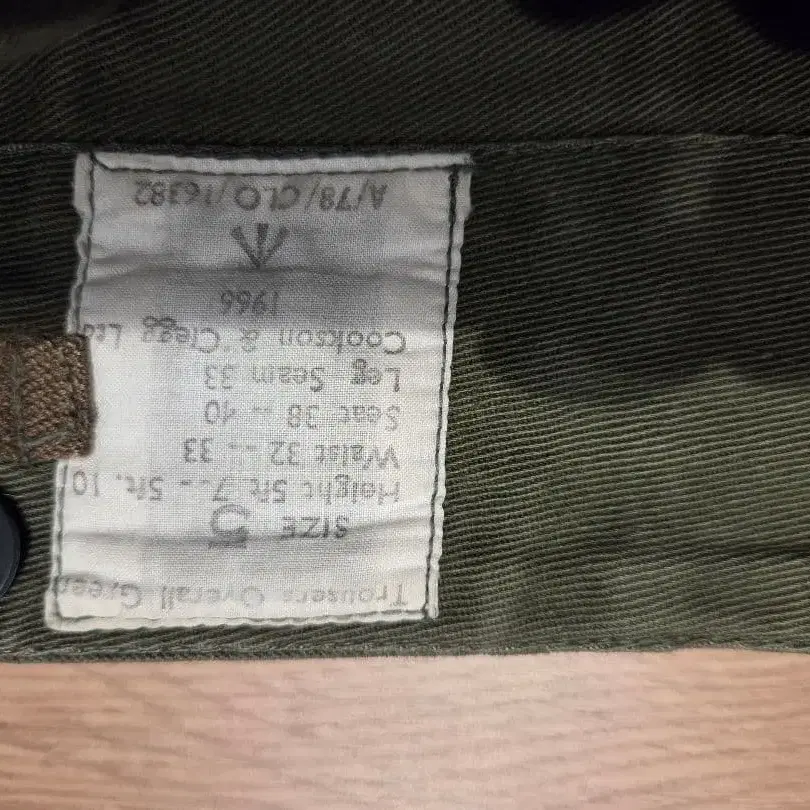 Trousers Overall Green
SIZE 5
Height 5ft. 7.-- 5ft. 10
Waist 32 -- 33
Seat 38 -- 40
Leg Seam 33
Cookson & Clegg Ltd
1966
A/78/CLO/16382